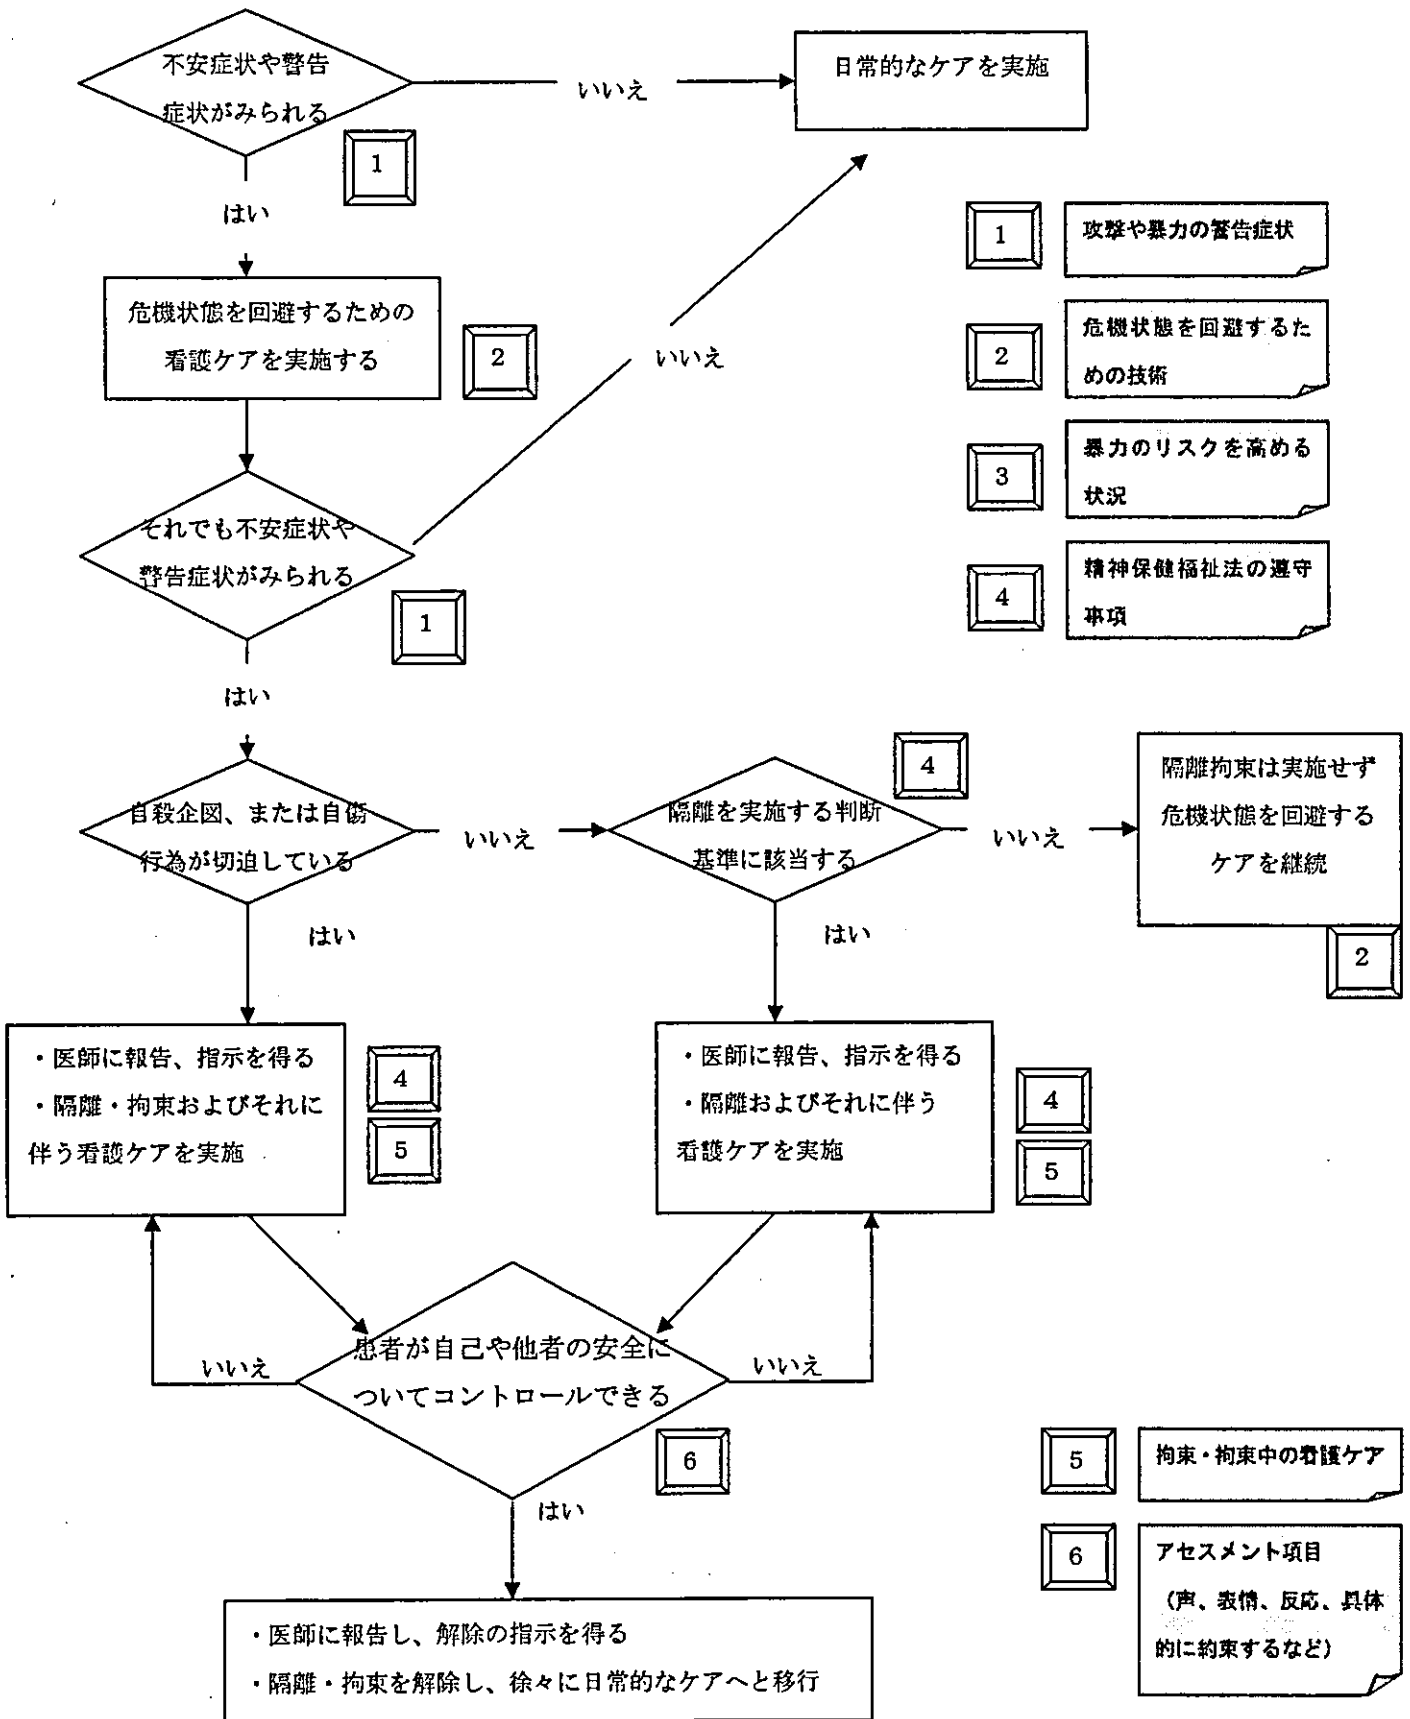 不安症状や警告
症状がみられる
いいえ
日常的なケアを実施
1
はい
1
攻撃や暴力の警告症状
危機状態を回避するための
看護ケアを実施する
2
いいえ
2
危機状態を回避するた
めの技術
3
暴力のリスクを高める
状況
それでも不安症状や
警告症状がみられる
1
4
精神保健福祉法の遵守
事項
はい
自殺企図、または自傷
行為が切迫している
いいえ
隔離を実施する判断
基準に該当する
4
いいえ
隔離拘束は実施せず
危機状態を回避する
ケアを継続
2
はい
はい
・医師に報告、指示を得る
・隔離・拘束およびそれに
伴う看護ケアを実施
4
5
・医師に報告、指示を得る
・隔離およびそれに伴う
看護ケアを実施
4
5
患者が自己や他者の安全に
ついてコントロールできる
いいえ
いいえ
6
はい
5
拘束・拘束中の看護ケア
6
アセスメント項目
（声、表情、反応、具体
的に約束するなど）
・医師に報告し、解除の指示を得る
・隔離・拘束を解除し、徐々に日常的なケアへと移行